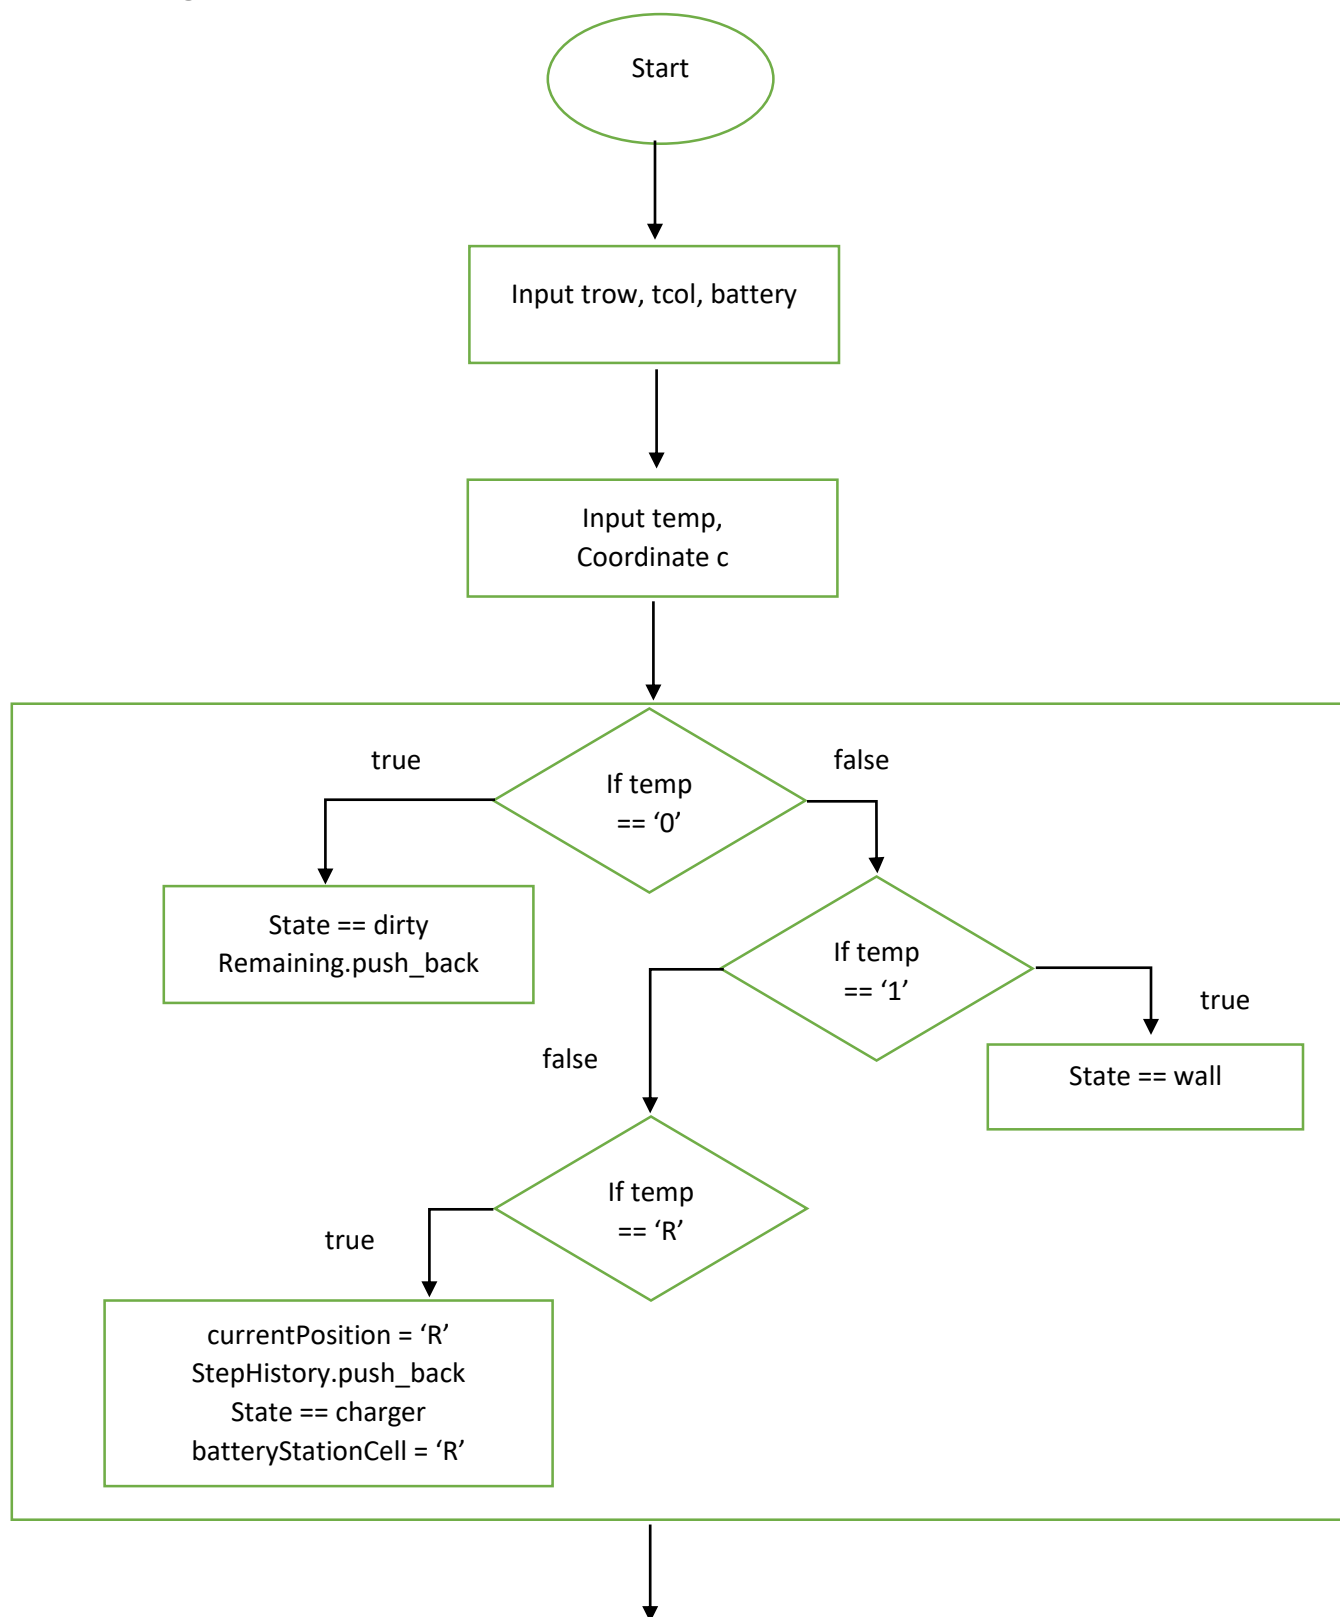 Start
Input trow, tcol, battery
Input temp,
Coordinate c
true
false
If temp
== ‘0’
State == dirty
Remaining.push_back
If temp
== ‘1’
true
false
State == wall
If temp
== ‘R’
true
currentPosition = ‘R’
StepHistory.push_back
State == charger
batteryStationCell = ‘R’